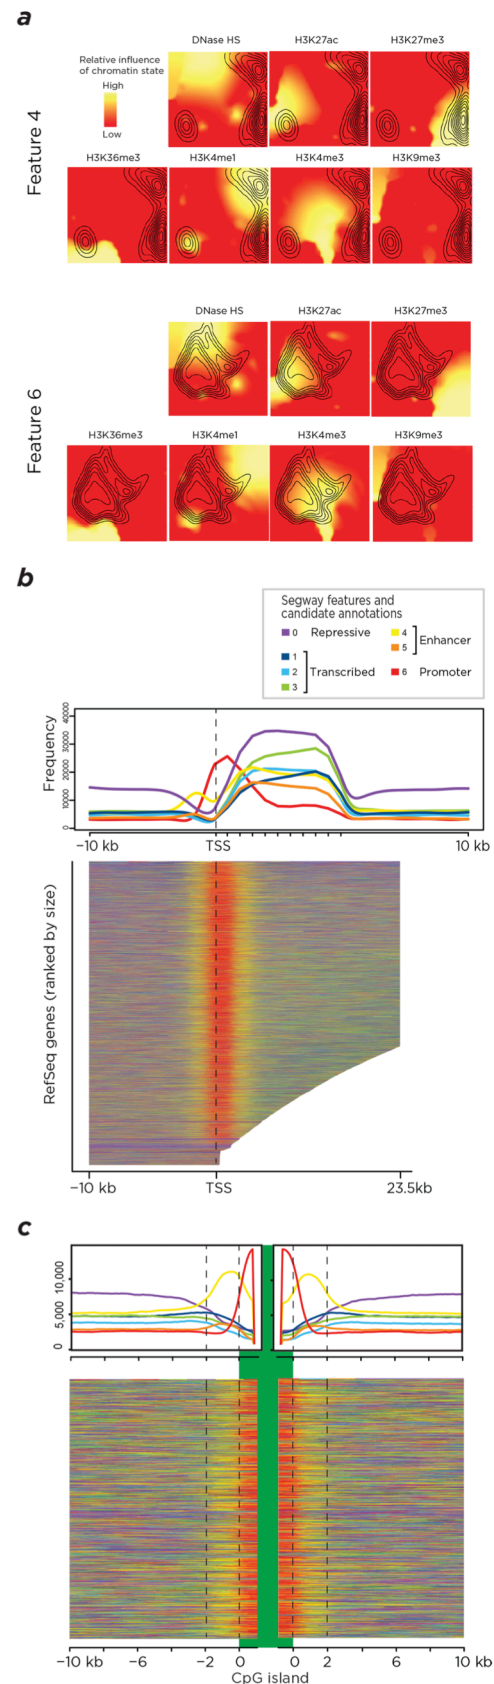 a
DNase HS
H3K27ac
H3K27me3
Relative influence
of chromatin state
High
Low
Feature 4
H3K36me3
H3K4me1
H3K4me3
H3K9me3
DNase HS
H3K27ac
H3K27me3
Feature 6
H3K36me3
H3K4me1
H3K4me3
H3K9me3
b
Segway features and
candidate annotations
0 Repressive
1
2 Transcribed
3
4
5 Enhancer
6 Promoter
Frequency
40000
30000
20000
10000
0
−10 kb
TSS
10 kb
RefSeq genes (ranked by size)
−10 kb
TSS
23.5kb
c
10,000
5,000
0
−10 kb
−6
−2
0
0
2
6
10 kb
CpG island